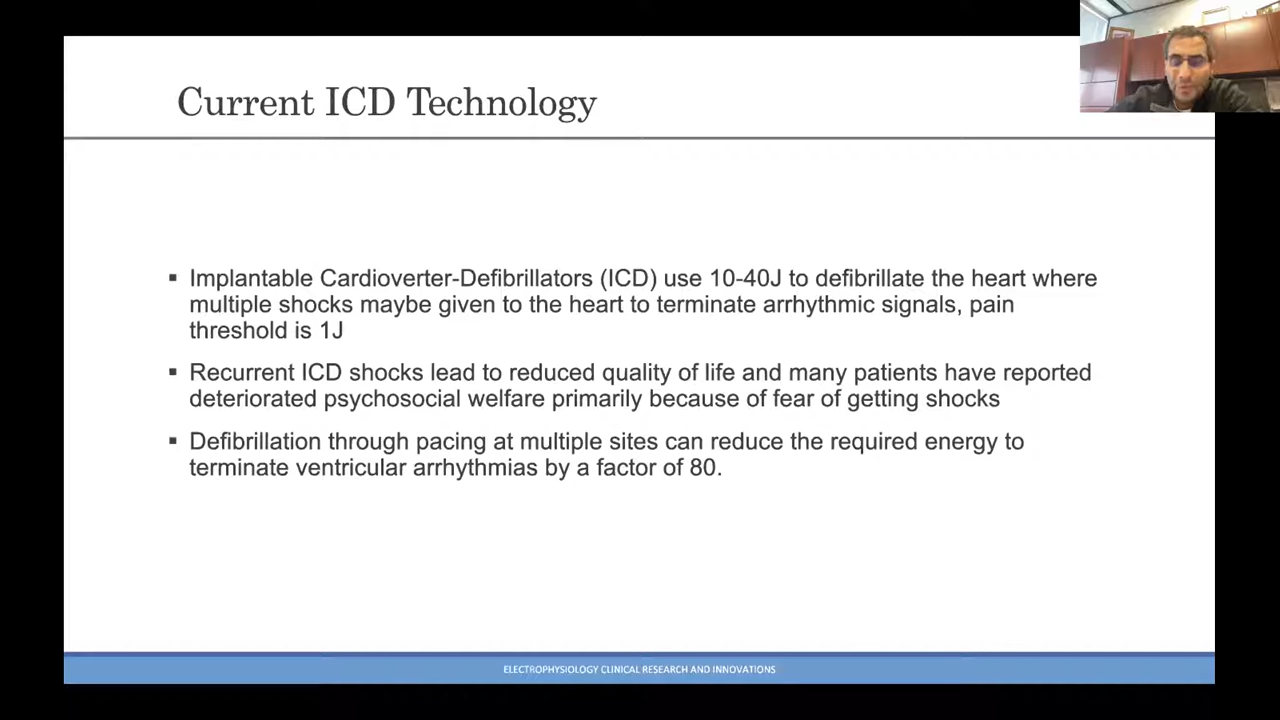 Current ICD Technology
▪ Implantable Cardioverter-Defibrillators (ICD) use 10-40J to defibrillate the heart where
multiple shocks maybe given to the heart to terminate arrhythmic signals, pain
threshold is 1J
▪ Recurrent ICD shocks lead to reduced quality of life and many patients have reported
deteriorated psychosocial welfare primarily because of fear of getting shocks
▪ Defibrillation through pacing at multiple sites can reduce the required energy to
terminate ventricular arrhythmias by a factor of 80.
ELECTROPHYSIOLOGY CLINICAL RESEARCH AND INNOVATIONS